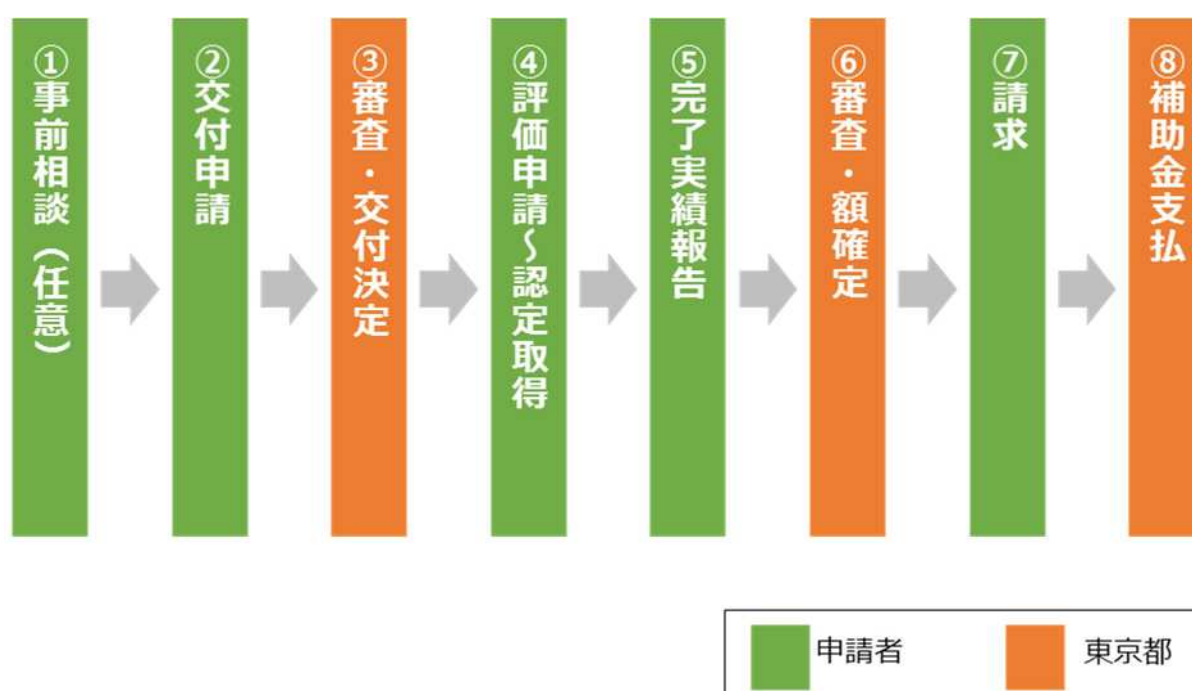 ①事前相談（任意）
②交付申請
③審査・交付決定
④評価申請～認定取得
⑤完了実績報告
⑥審査・額確定
⑦請求
⑧補助金支払
申請者
東京都